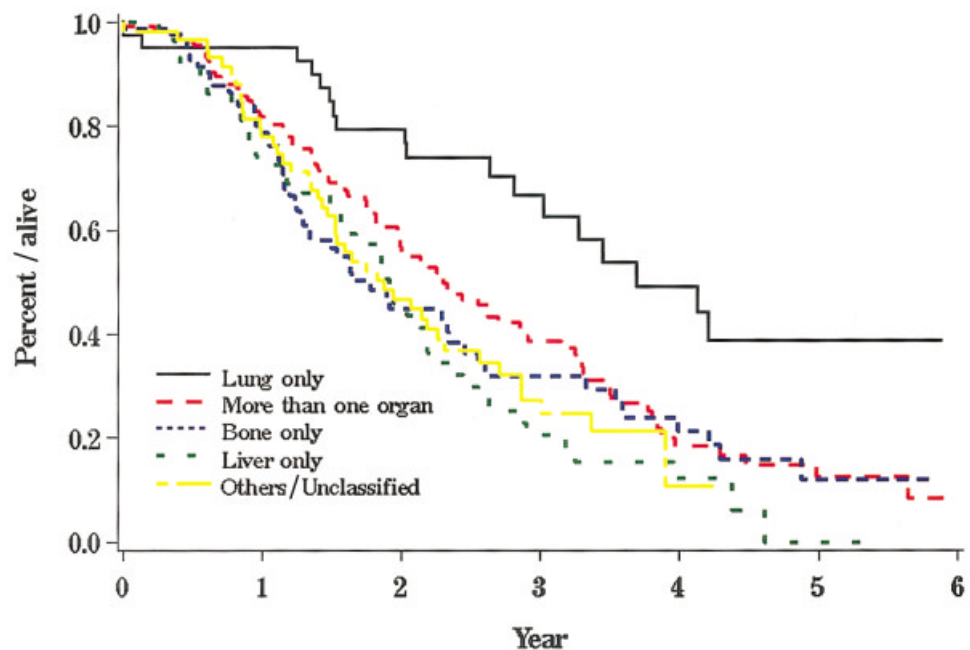 1.0
0.8
0.6
0.4
0.2
0.0
Percent / alive
Lung only
More than one organ
Bone only
Liver only
Others/Unclassified
0 1 2 3 4 5 6
Year